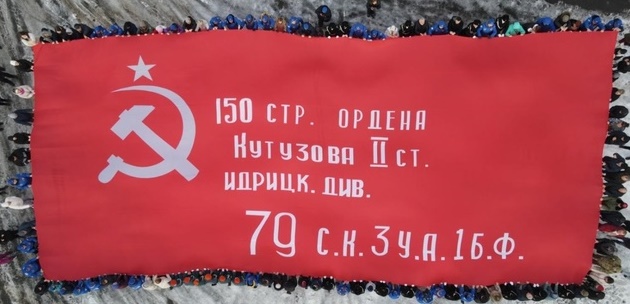 150 СТР. ОРДЕНА
КУТУЗОВА II СТ.
ИДРИЦК. ДИВ.
79 С.К. 3 У.А. 1 Б.Ф.